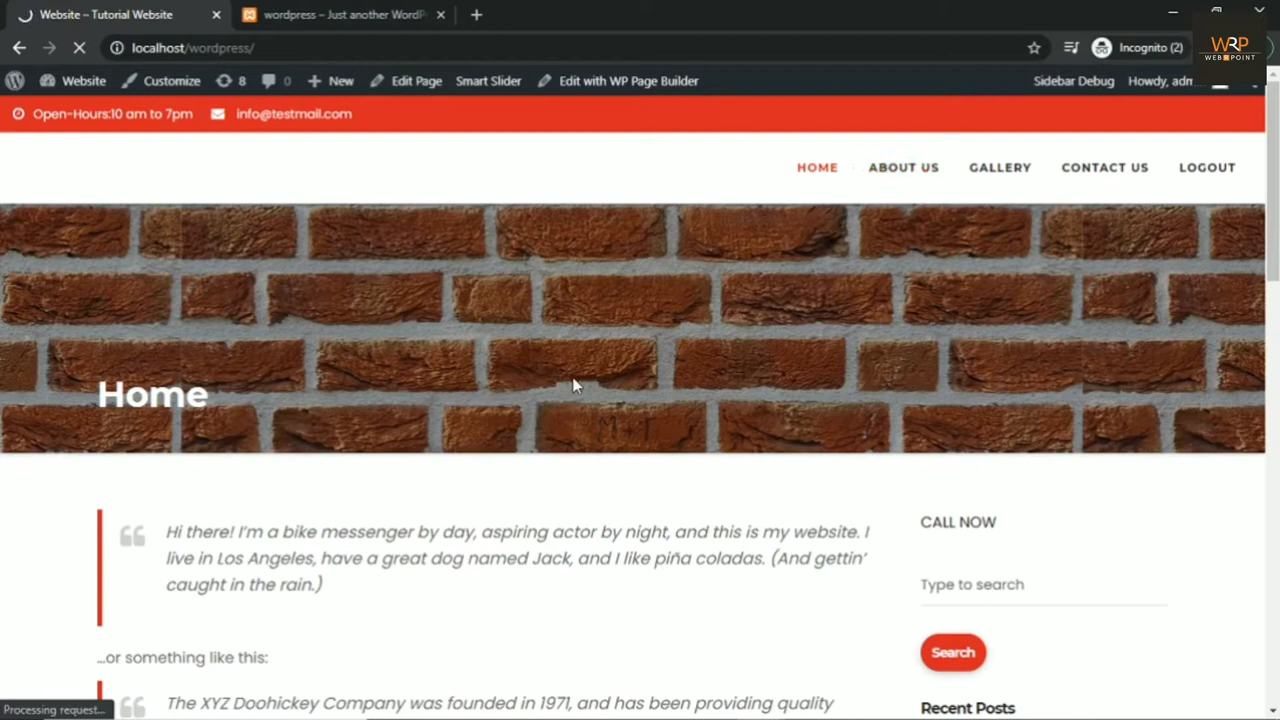 Website – Tutorial Website
wordpress – Just another WordP
localhost/wordpress/
Incognito (2)
WRP
WEB POINT
Website
Customize
8
0
New
Edit Page
Smart Slider
Edit with WP Page Builder
Sidebar Debug
Howdy, adm
Open-Hours:10 am to 7pm
info@testmail.com
HOME
ABOUT US
GALLERY
CONTACT US
LOGOUT
Home
Hi there! I'm a bike messenger by day, aspiring actor by night, and this is my website. I
live in Los Angeles, have a great dog named Jack, and I like piña coladas. (And gettin'
caught in the rain.)
CALL NOW
Type to search
Search
...or something like this:
The XYZ Doohickey Company was founded in 1971, and has been providing quality
Recent Posts
Processing request...